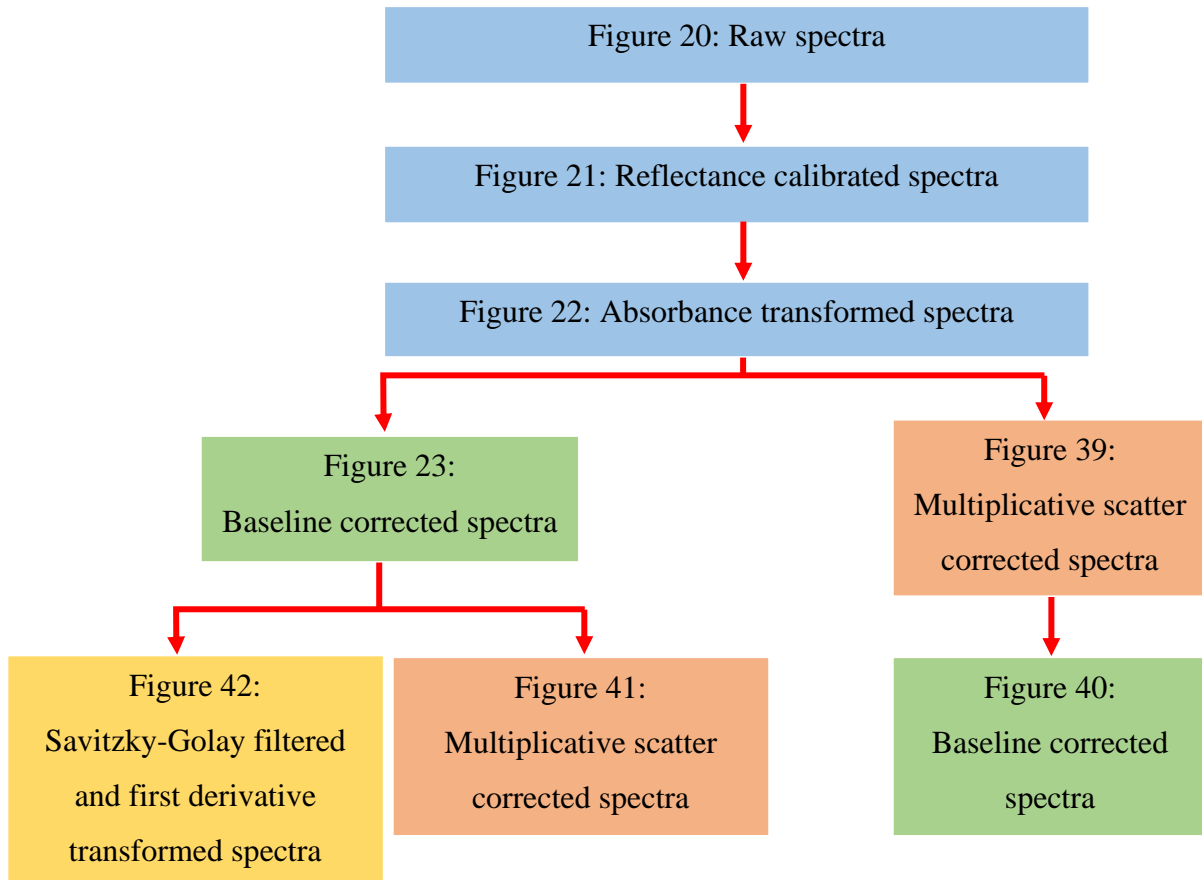 Figure 20: Raw spectra
Figure 21: Reflectance calibrated spectra
Figure 22: Absorbance transformed spectra
Figure 23:
Baseline corrected spectra
Figure 39:
Multiplicative scatter
corrected spectra
Figure 42:
Savitzky-Golay filtered
and first derivative
transformed spectra
Figure 41:
Multiplicative scatter
corrected spectra
Figure 40:
Baseline corrected
spectra